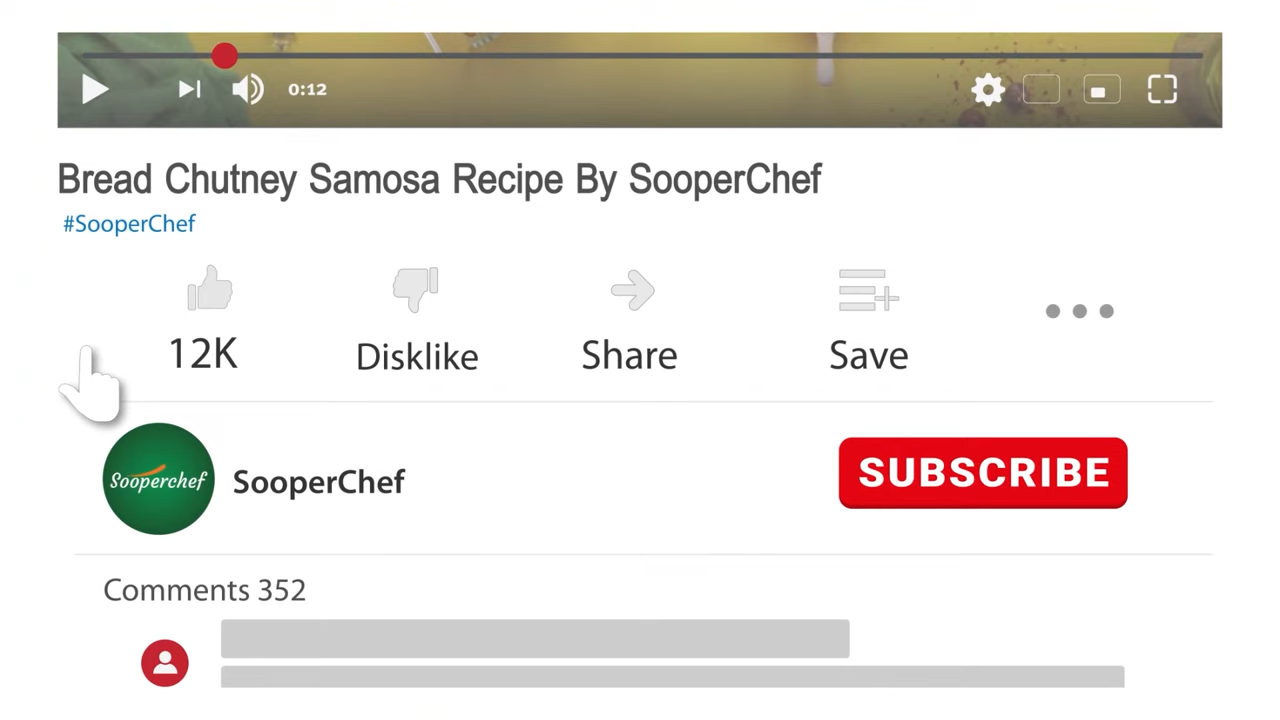 0:12
Bread Chutney Samosa Recipe By SooperChef
#SooperChef
12K Disklike Share Save
Sooperchef SooperChef SUBSCRIBE
Comments 352